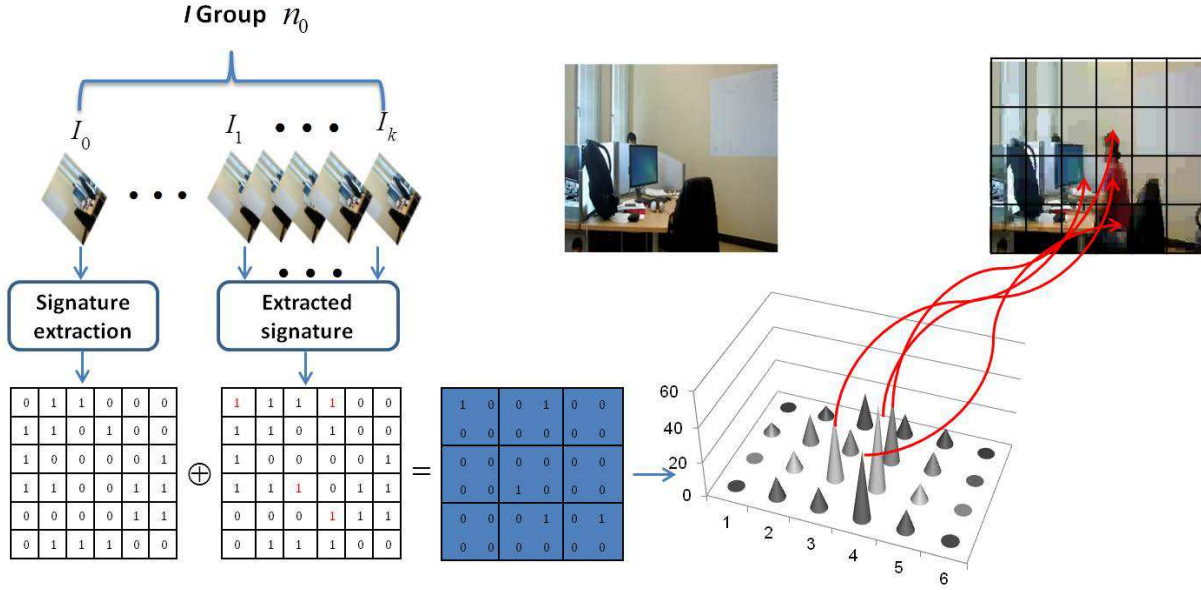 I Group n₀
I₀ I₁ • • • Iₖ
• • •
• • •
Signature extraction
Extracted signature
0 1 1 0 0 0
1 1 0 1 0 0
1 0 0 0 0 1
1 1 0 0 1 1
0 0 0 0 1 1
0 1 1 1 0 0
⊕
1 1 1 1 0 0
1 1 0 1 0 0
1 0 0 0 0 1
1 1 1 0 1 1
0 0 0 1 1 1
0 1 1 1 0 0
=
1 0 0 1 0 0
0 0 0 0 0 0
0 0 0 0 0 0
0 0 1 0 0 0
0 0 0 1 0 1
0 0 0 0 0 0
60
40
20
0
1 2 3 4 5 6